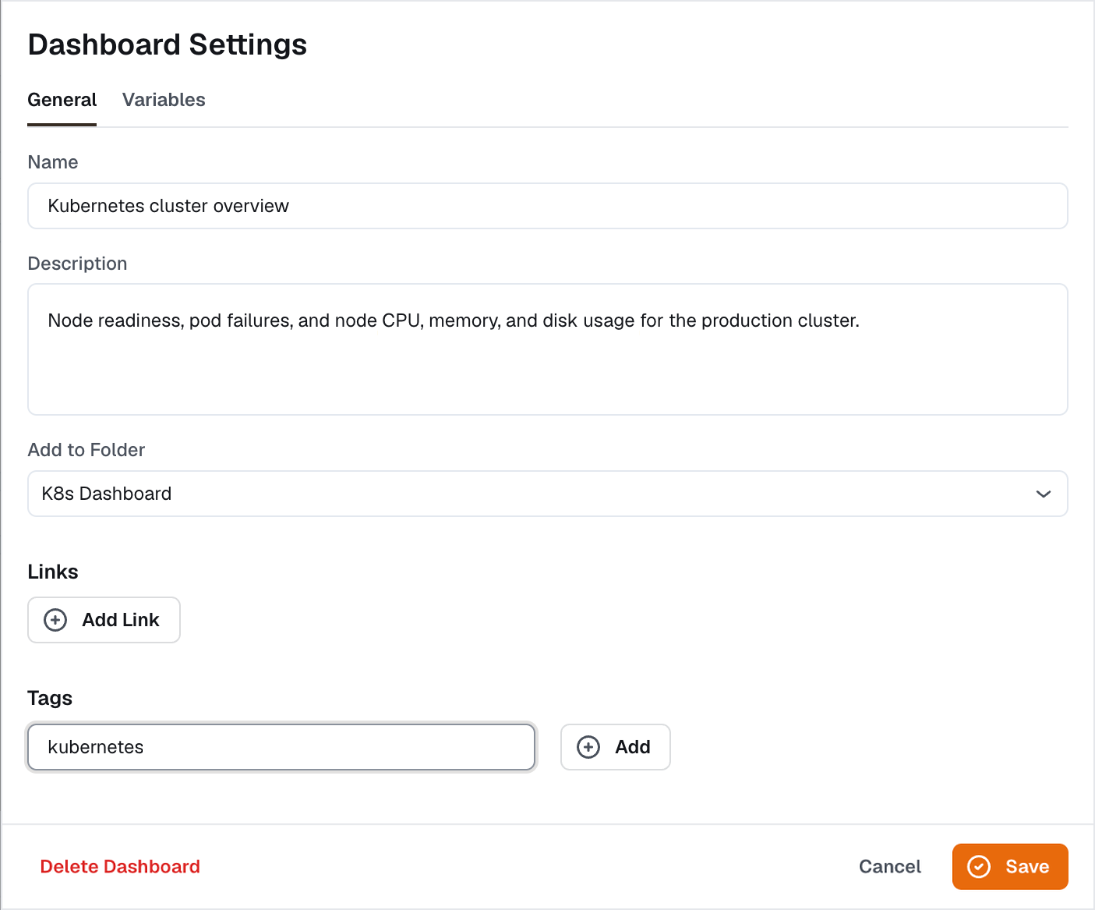 Dashboard Settings
General Variables
Name
Kubernetes cluster overview
Description
Node readiness, pod failures, and node CPU, memory, and disk usage for the production cluster.
Add to Folder
K8s Dashboard
Links
Add Link
Tags
kubernetes Add
Delete Dashboard Cancel Save